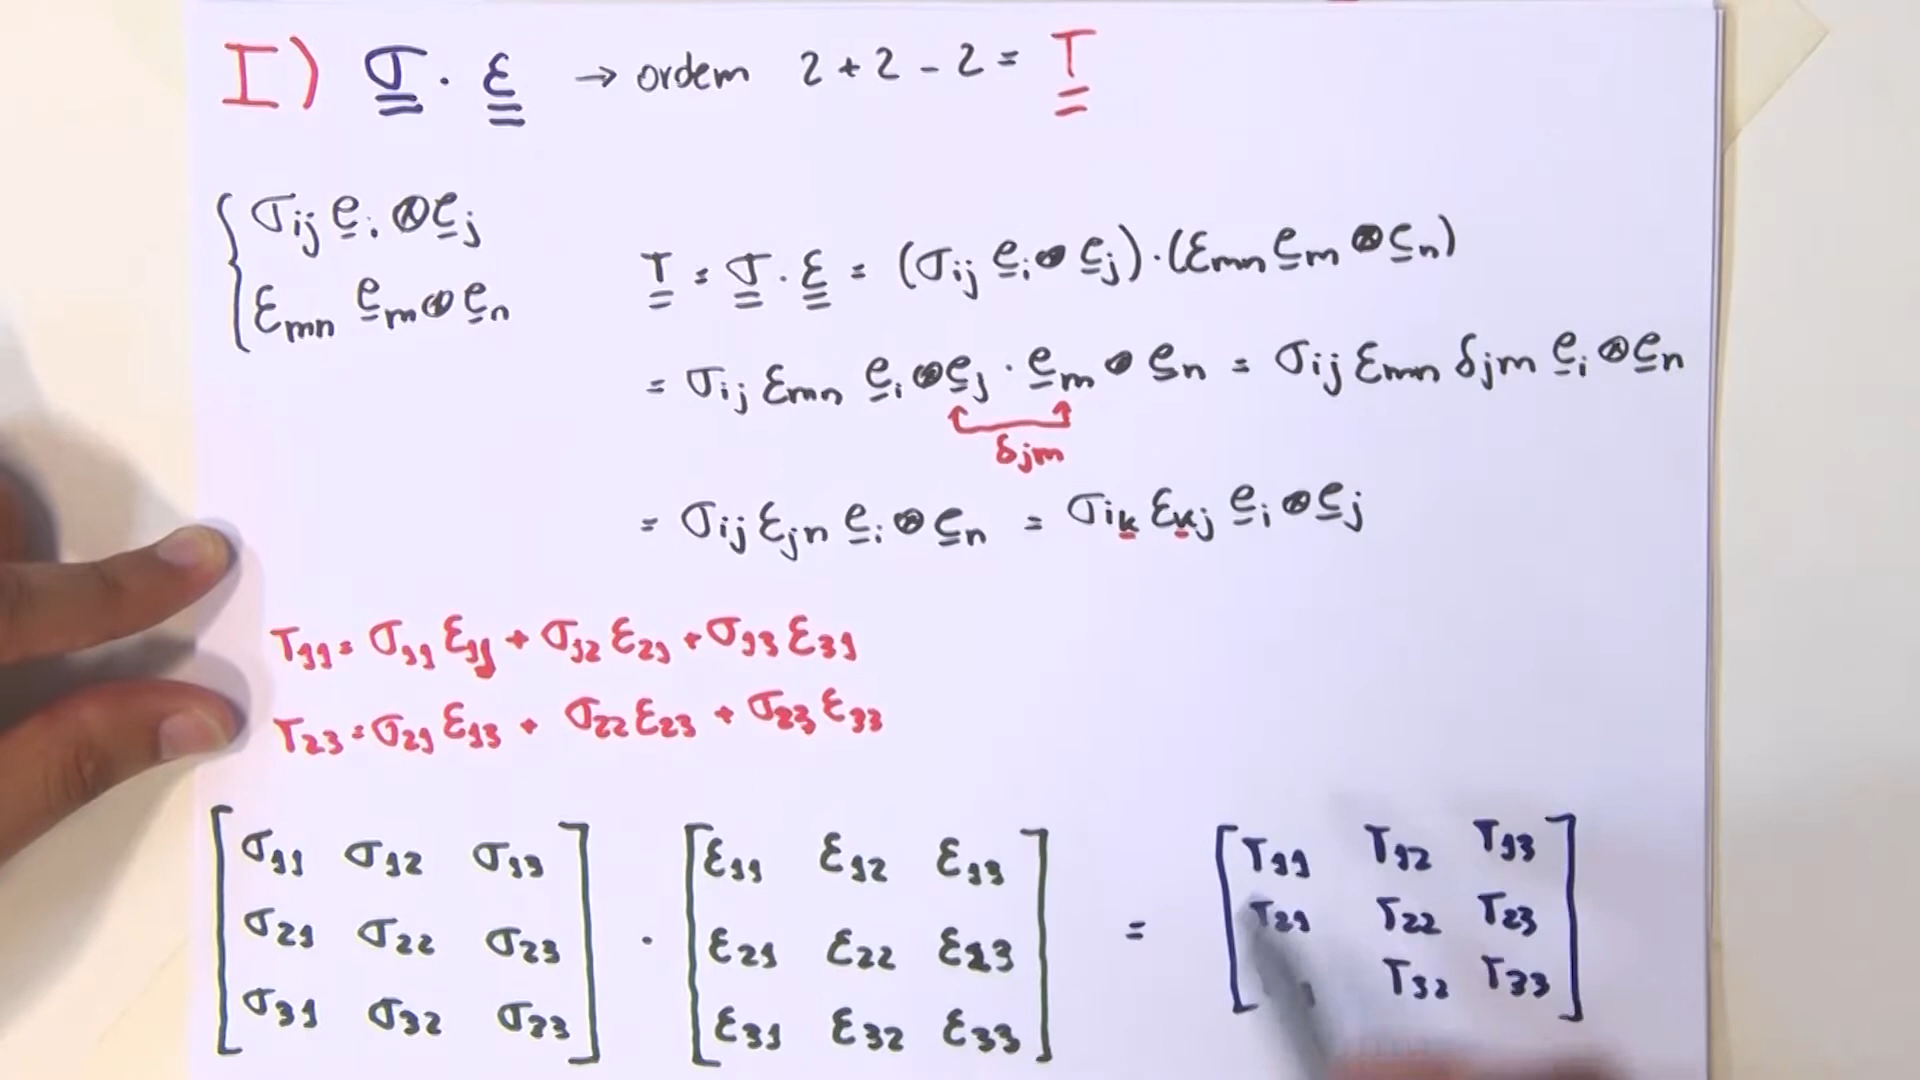 I) σ · ε → ordem 2 + 2 - 2 = T
{ σij ei ⊗ ej
εmn em ⊗ en
T = σ · ε = (σij ei ⊗ ej) · (εmn em ⊗ en)
= σij εmn ei ⊗ ej · em ⊗ en = σij εmn δjm ei ⊗ en
δjm
= σij εjn ei ⊗ en = σik εkj ei ⊗ ej
T11 = σ11 ε11 + σ12 ε21 + σ13 ε31
T23 = σ21 ε13 + σ22 ε23 + σ23 ε33
[ σ11 σ12 σ13 ] [ ε11 ε12 ε13 ] [ T11 T12 T13 ]
σ21 σ22 σ23 · ε21 ε22 ε23 = T21 T22 T23
σ31 σ32 σ23 ε31 ε32 ε33 T32 T33